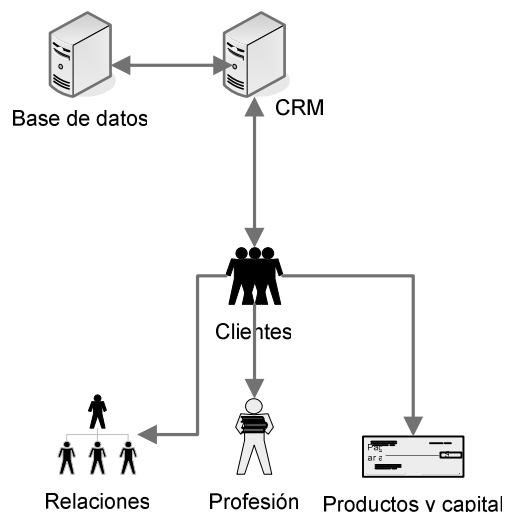 Base de datos
CRM
Clientes
Relaciones
Profesión
Productos y capital